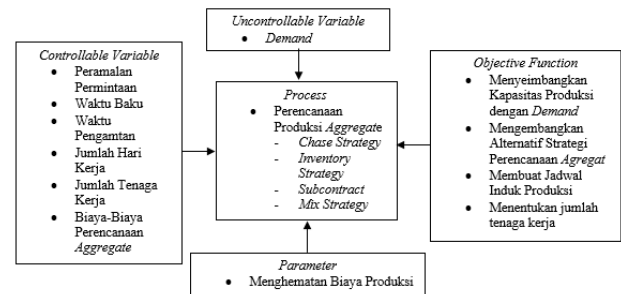 Uncontrollable Variable
• Demand
Controllable Variable
• Peramalan
Permintaan
• Waktu Baku
• Waktu
Pengamtan
• Jumlah Hari
Kerja
• Jumlah Tenaga
Kerja
• Biaya-Biaya
Perencanaan
Aggregate
Process
• Perencanaan
Produksi Aggregate
- Chase Strategy
- Inventory
Strategy
- Subcontract
- Mix Strategy
Objective Function
• Menyeimbangkan
Kapasitas Produksi
dengan Demand
• Mengembangkan
Alternatif Strategi
Perencanaan Agregat
• Membuat Jadwal
Induk Produksi
• Menentukan jumlah
tenaga kerja
Parameter
• Menghematan Biaya Produksi